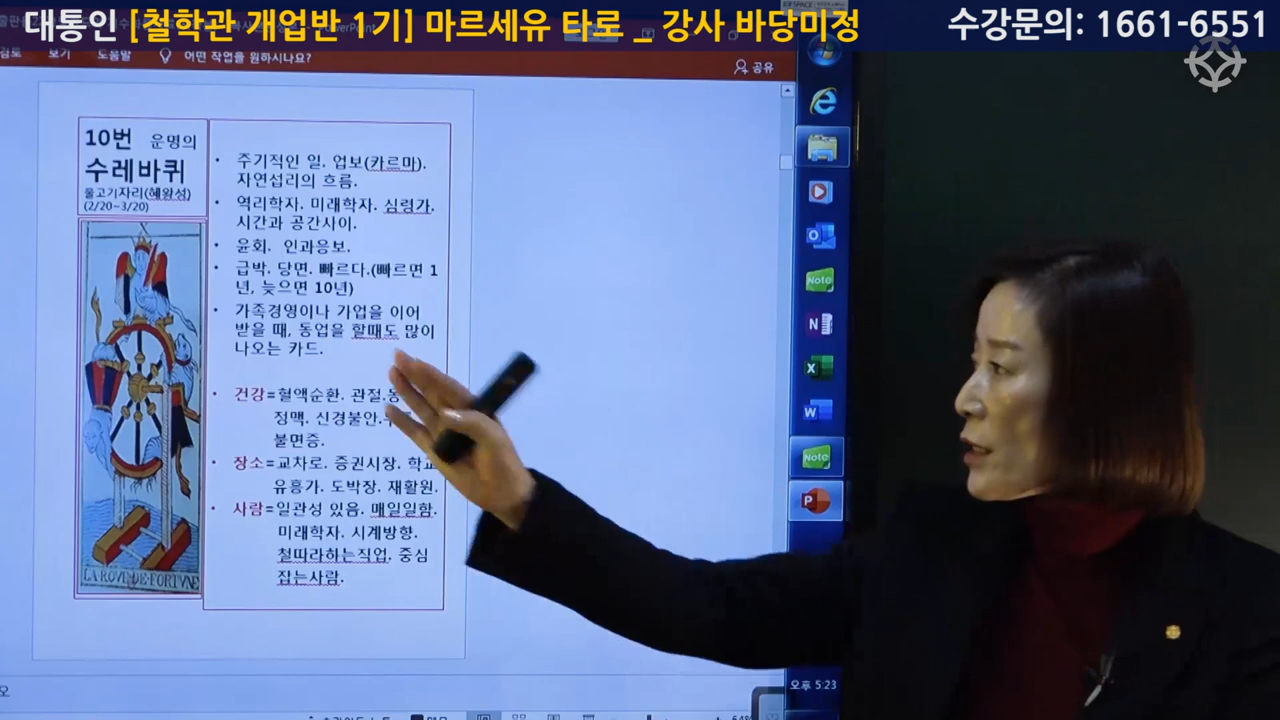 대통인 [철학관 개업반 1기] 마르세유 타로 _ 강사 바당미정
수강문의: 1661-6551
검토 보기 도움말 어떤 작업을 원하시나요?
공유
10번 운명의
수레바퀴
물고기자리(혜왕성)
(2/20~3/20)
• 주기적인 일. 업보(카르마).
자연섭리의 흐름.
• 역리학자. 미래학자. 심령가.
시간과 공간사이.
• 윤회. 인과응보.
• 급박. 당면. 빠르다.(빠르면 1
년, 늦으면 10년)
• 가족경영이나 가업을 이어
받을 때, 동업을 할때도 많이
나오는 카드.
• 건강=혈액순환. 관절.
정맥. 신경불안.
불면증.
• 장소=교차로. 증권시장.
유흥가. 도박장. 재활원.
• 사람=일관성 있음. 매일일함.
미래학자. 시계방향.
철따라하는직업. 중심
잡는사람.
LA ROVE DE FORTVNE
Note
N
X
W
Note
P
오후 5:23
64%